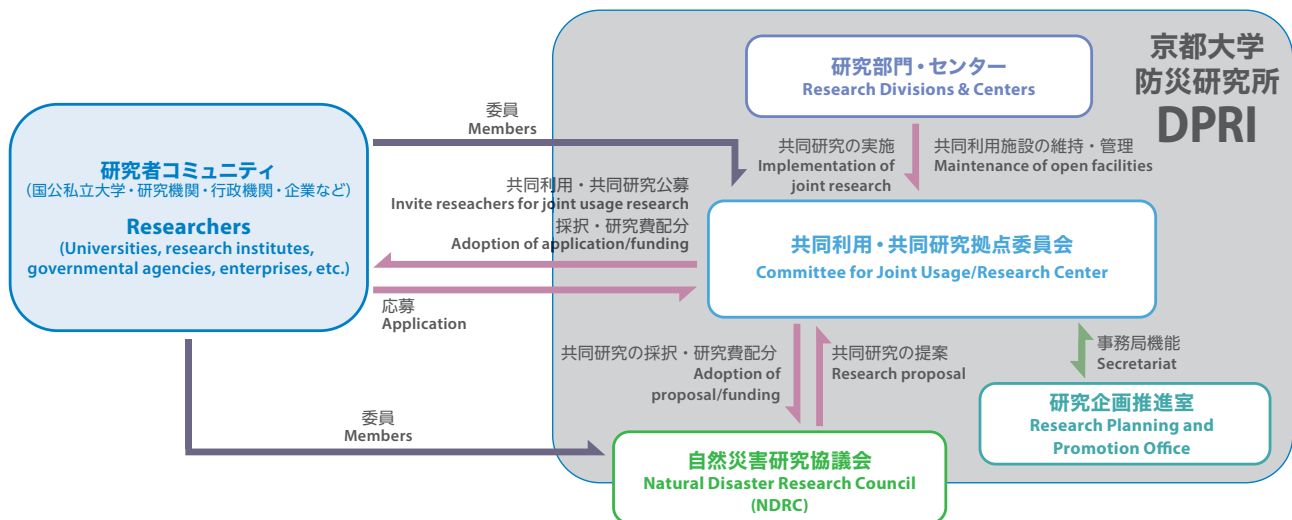 京都大学
防災研究所
DPRI
研究部門・センター
Research Divisions & Centers
委員
Members
共同研究の実施
Implementation of
joint research
共同利用施設の維持・管理
Maintenance of open facilities
研究者コミュニティ
（国公私立大学・研究機関・行政機関・企業など）
Researchers
(Universities, research institutes,
governmental agencies, enterprises, etc.)
共同利用・共同研究公募
Invite reseachers for joint usage research
採択・研究費配分
Adoption of application/funding
共同利用・共同研究拠点委員会
Committee for Joint Usage/Research Center
応募
Application
共同研究の採択・研究費配分
Adoption of
proposal/funding
共同研究の提案
Research proposal
事務局機能
Secretariat
研究企画推進室
Research Planning and
Promotion Office
委員
Members
自然災害研究協議会
Natural Disaster Research Council
(NDRC)